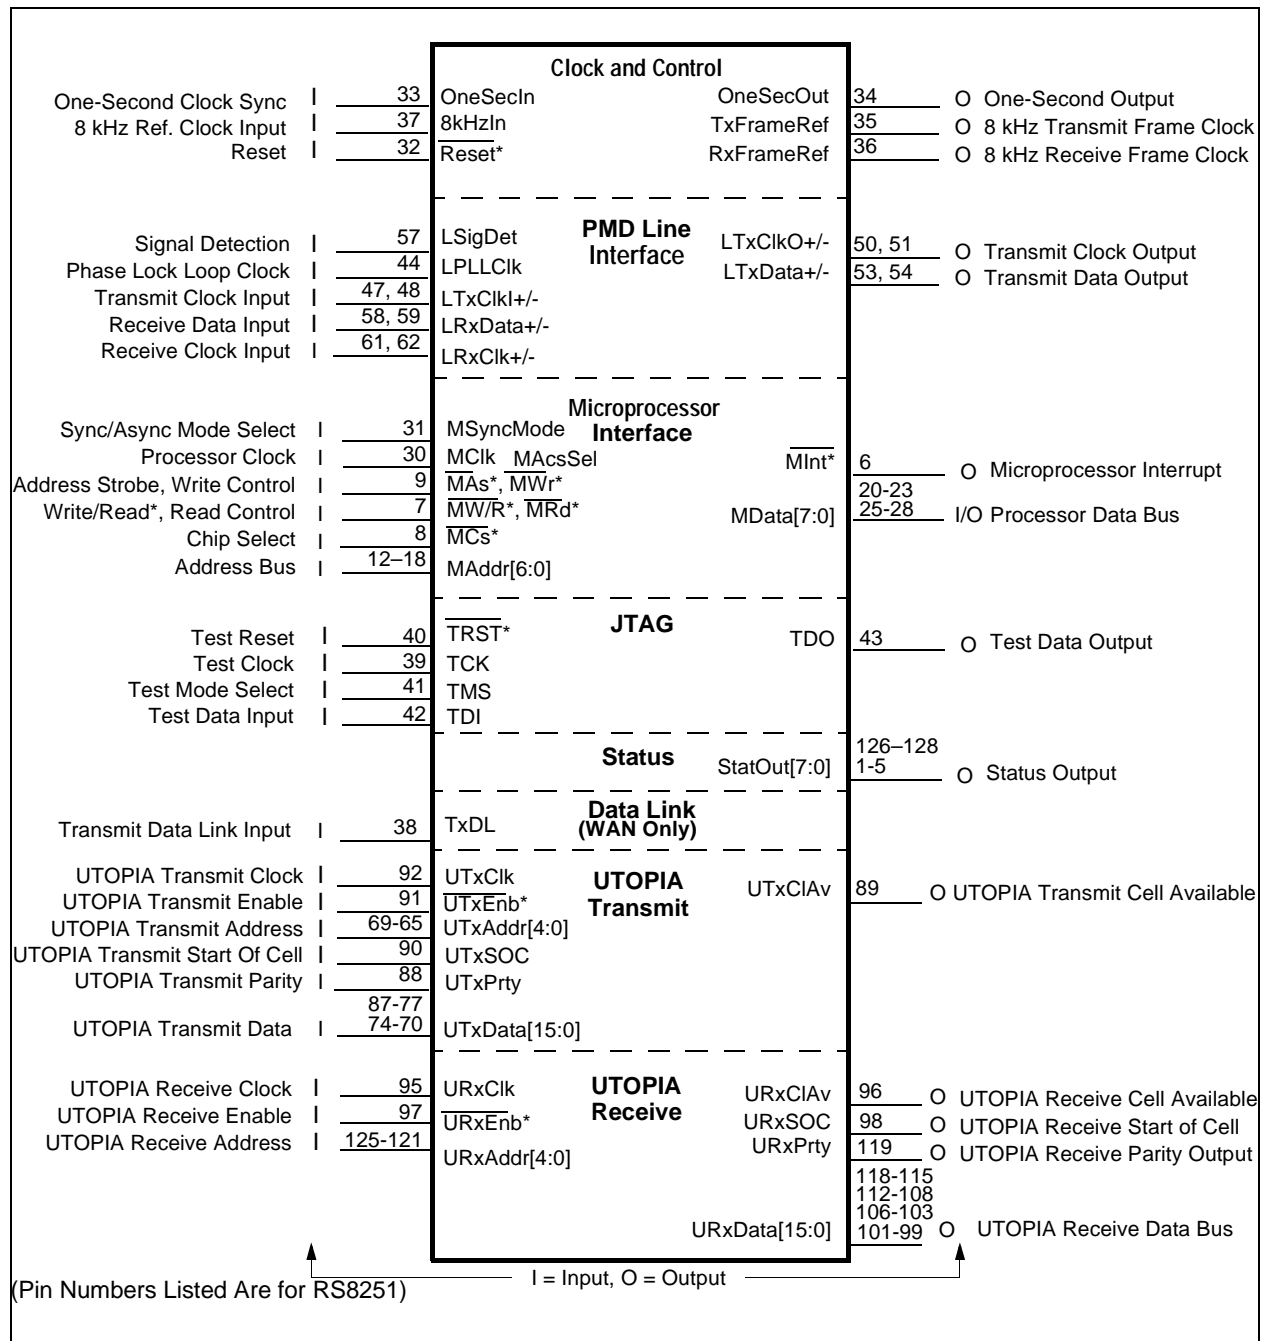 Clock and Control
One-Second Clock Sync I 33 OneSecIn OneSecOut 34 O One-Second Output
8 kHz Ref. Clock Input I 37 8kHzIn TxFrameRef 35 O 8 kHz Transmit Frame Clock
Reset I 32 Reset* RxFrameRef 36 O 8 kHz Receive Frame Clock
PMD Line
Interface
Signal Detection I 57 LSigDet LTxClkO+/- 50, 51 O Transmit Clock Output
Phase Lock Loop Clock I 44 LPLLClk LTxData+/- 53, 54 O Transmit Data Output
Transmit Clock Input I 47, 48 LTxClkI+/-
Receive Data Input I 58, 59 LRxData+/-
Receive Clock Input I 61, 62 LRxClk+/-
Microprocessor
Interface
Sync/Async Mode Select I 31 MSyncMode
Processor Clock I 30 MClk MAcsSel MInt* 6 O Microprocessor Interrupt
Address Strobe, Write Control I 9 MAs*, MWr*
20-23
Write/Read*, Read Control I 7 MW/R*, MRd* MData[7:0] 25-28 I/O Processor Data Bus
Chip Select I 8 MCs*
Address Bus I 12–18 MAddr[6:0]
JTAG
Test Reset I 40 TRST* TDO 43 O Test Data Output
Test Clock I 39 TCK
Test Mode Select I 41 TMS
Test Data Input I 42 TDI
Status
126–128
StatOut[7:0] 1-5 O Status Output
Data Link
(WAN Only)
Transmit Data Link Input I 38 TxDL
UTOPIA
Transmit
UTOPIA Transmit Clock I 92 UTxClk UTxClAv 89 O UTOPIA Transmit Cell Available
UTOPIA Transmit Enable I 91 UTxEnb*
UTOPIA Transmit Address I 69-65 UTxAddr[4:0]
UTOPIA Transmit Start Of Cell I 90 UTxSOC
UTOPIA Transmit Parity I 88 UTxPrty
87-77
UTOPIA Transmit Data I 74-70 UTxData[15:0]
UTOPIA
Receive
UTOPIA Receive Clock I 95 URxClk URxClAv 96 O UTOPIA Receive Cell Available
UTOPIA Receive Enable I 97 URxEnb* URxSOC 98 O UTOPIA Receive Start of Cell
UTOPIA Receive Address I 125-121 URxAddr[4:0] URxPrty 119 O UTOPIA Receive Parity Output
118-115
112-108
106-103
URxData[15:0] 101-99 O UTOPIA Receive Data Bus
I = Input, O = Output
(Pin Numbers Listed Are for RS8251)